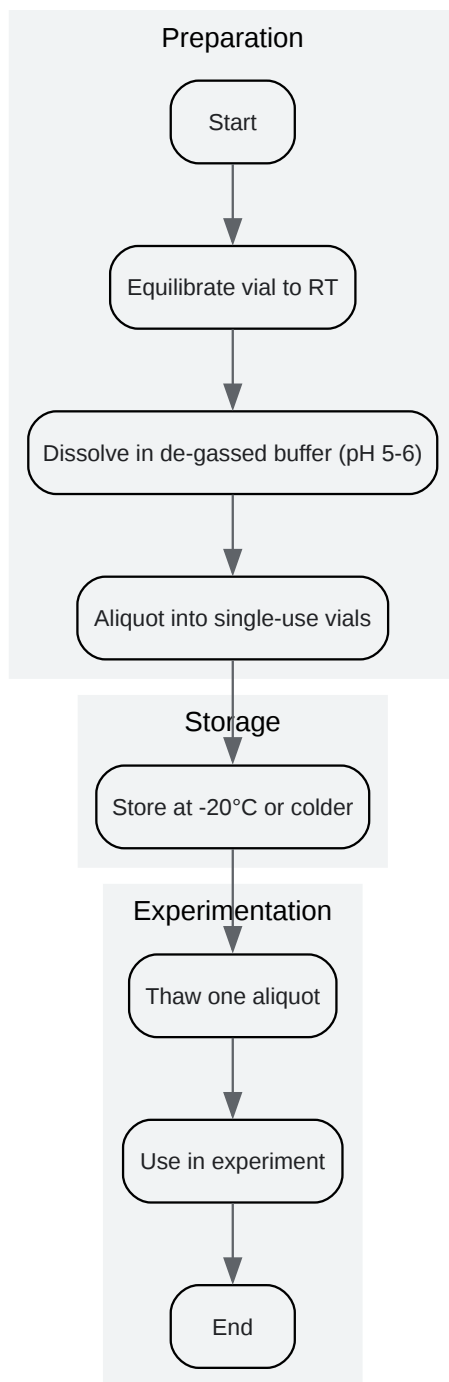 Preparation
Start
Equilibrate vial to RT
Dissolve in de-gassed buffer (pH 5-6)
Aliquot into single-use vials
Storage
Store at -20°C or colder
Experimentation
Thaw one aliquot
Use in experiment
End